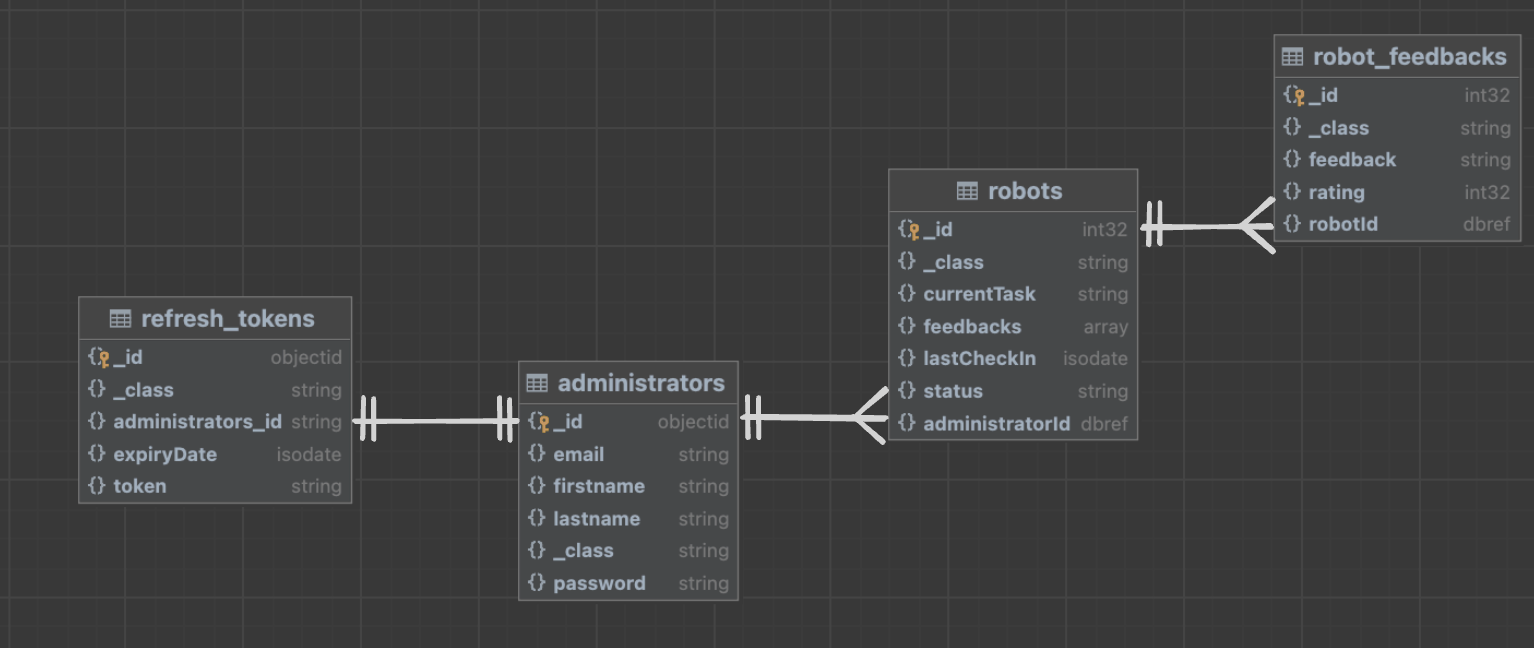 robot_feedbacks
_id int32
_class string
feedback string
rating int32
robotId dbref
robots
_id int32
_class string
currentTask string
feedbacks array
lastCheckIn isodate
status string
administratorId dbref
refresh_tokens
_id objectid
_class string
administrators_id string
expiryDate isodate
token string
administrators
_id objectid
email string
firstname string
lastname string
_class string
password string